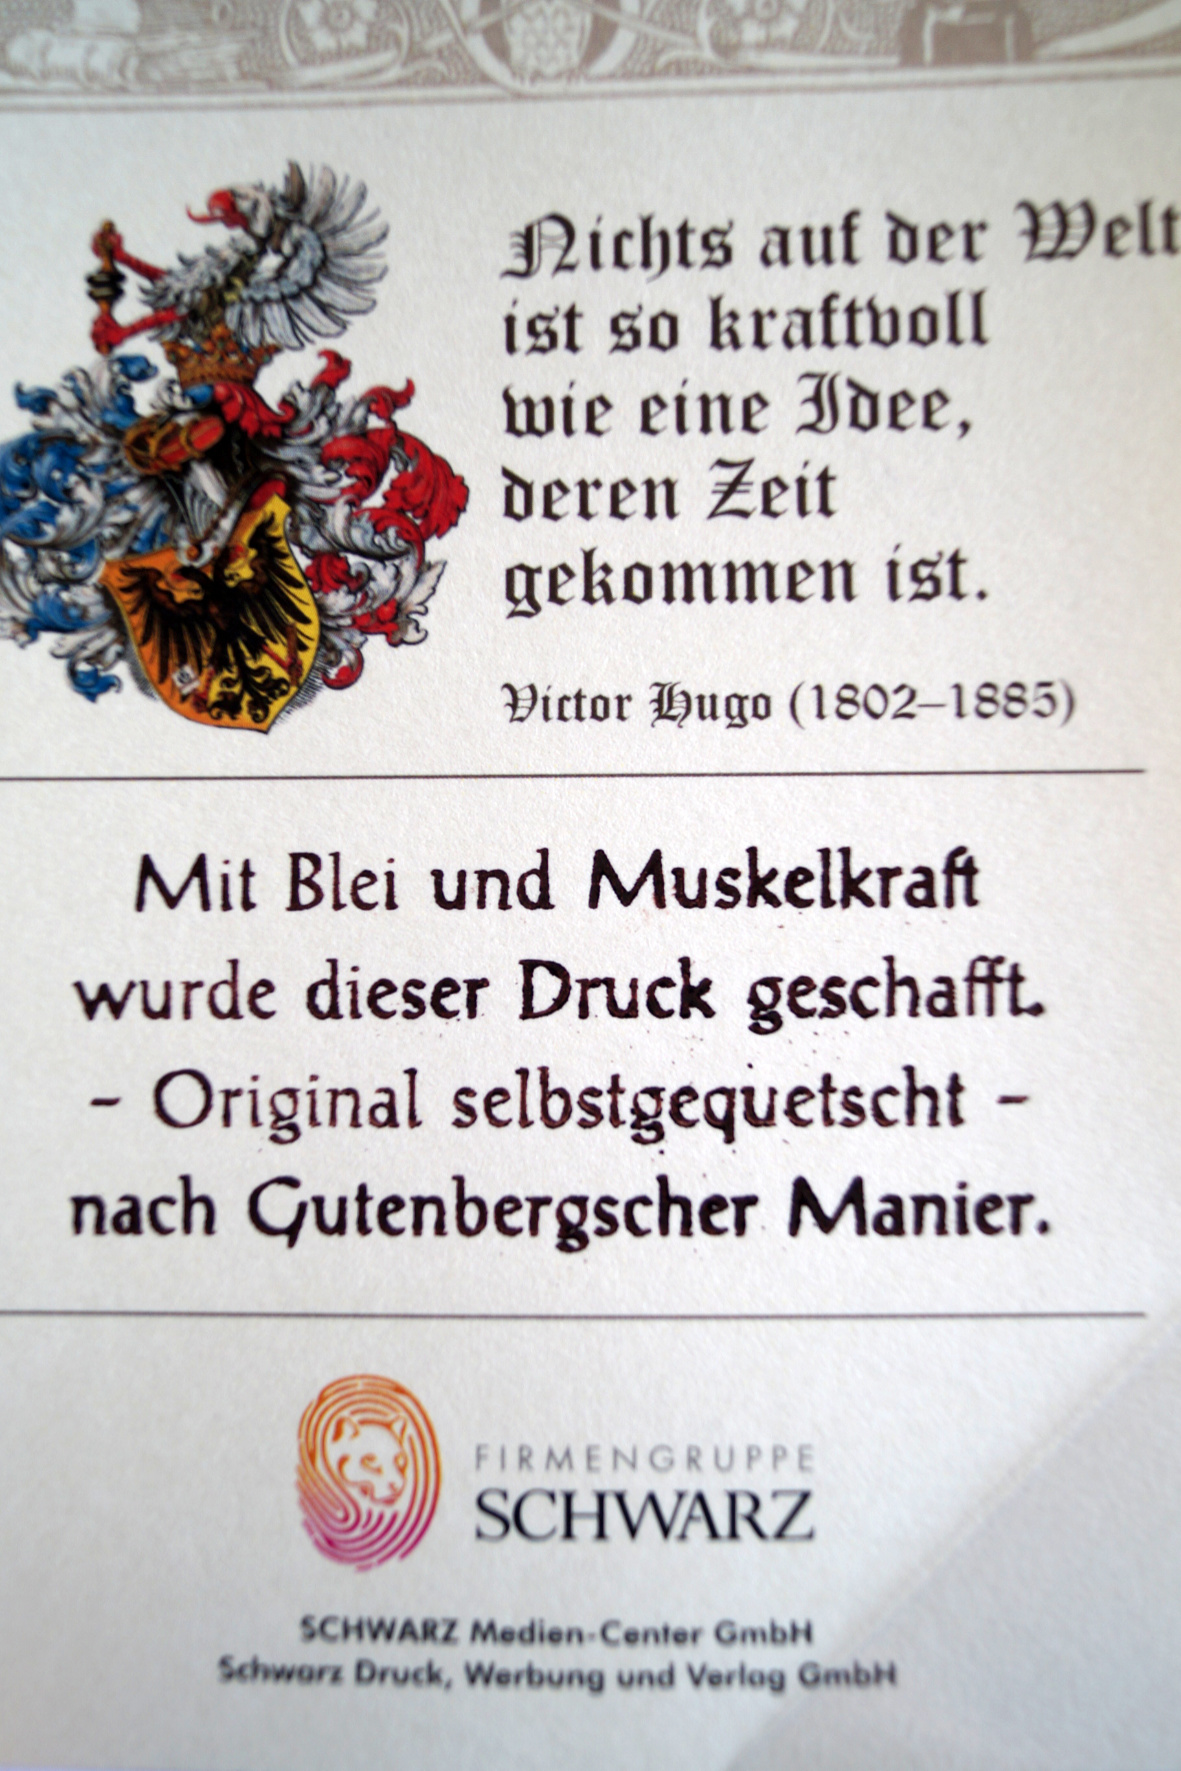 Nichts auf der Welt
ist so kraftvoll
wie eine Idee,
deren Zeit
gekommen ist.
Victor Hugo (1802–1885)
Mit Blei und Muskelkraft
wurde dieser Druck geschafft.
- Original selbstgequetscht -
nach Gutenbergscher Manier.
FIRMENGRUPPE
SCHWARZ
SCHWARZ Medien-Center GmbH
Schwarz Druck, Werbung und Verlag GmbH